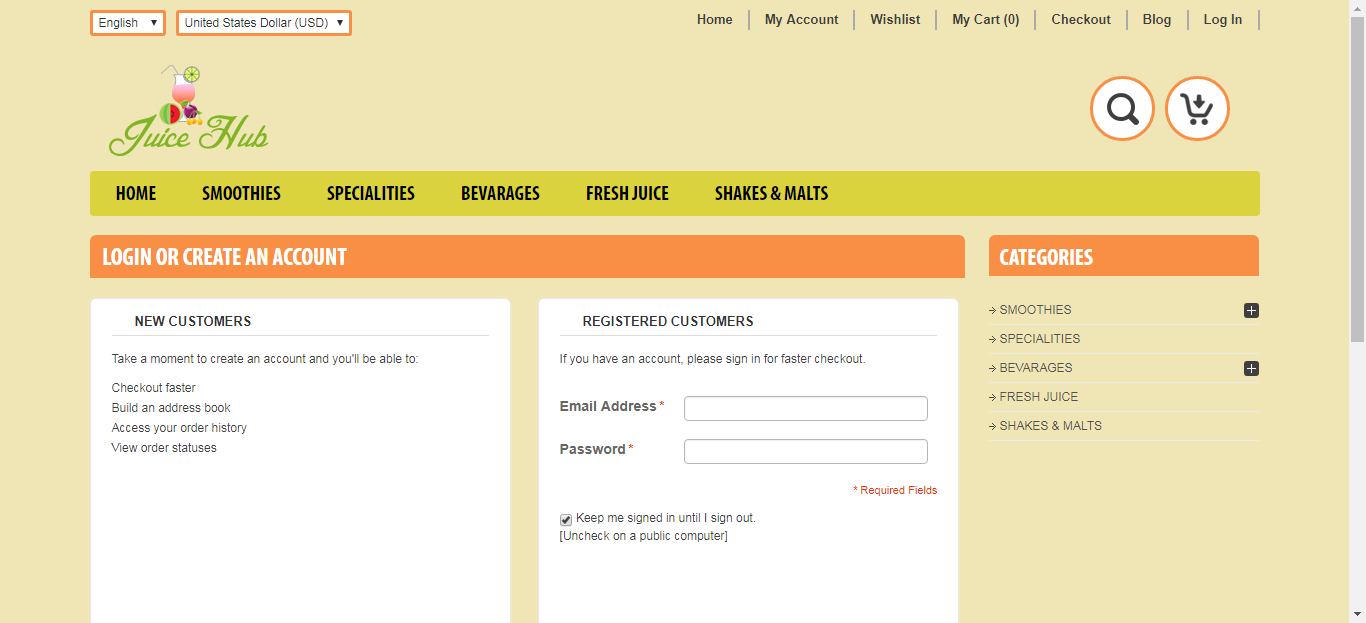 English
United States Dollar (USD)
Home
My Account
Wishlist
My Cart (0)
Checkout
Blog
Log In
Juice Hub
HOME
SMOOTHIES
SPECIALITIES
BEVARAGES
FRESH JUICE
SHAKES & MALTS
LOGIN OR CREATE AN ACCOUNT
NEW CUSTOMERS
Take a moment to create an account and you'll be able to:
Checkout faster
Build an address book
Access your order history
View order statuses
REGISTERED CUSTOMERS
If you have an account, please sign in for faster checkout.
Email Address *
Password *
* Required Fields
Keep me signed in until I sign out.
[Uncheck on a public computer]
CATEGORIES
SMOOTHIES
SPECIALITIES
BEVARAGES
FRESH JUICE
SHAKES & MALTS